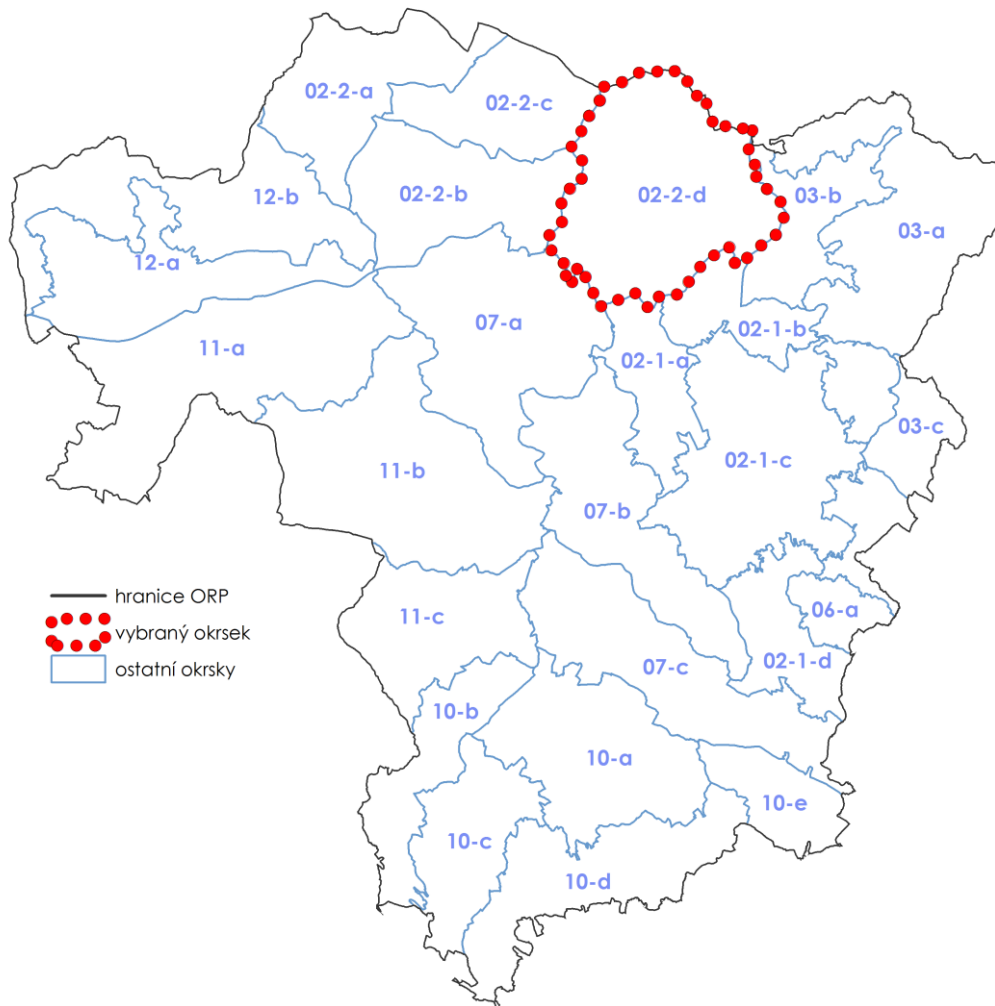 02-2-a
02-2-c
12-b
02-2-b
02-2-d
03-b
03-a
12-a
11-a
07-a
02-1-b
02-1-a
03-c
11-b
02-1-c
07-b
hranice ORP
vybraný okrsek
ostatní okrsky
11-c
06-a
07-c
02-1-d
10-b
10-a
10-e
10-c
10-d